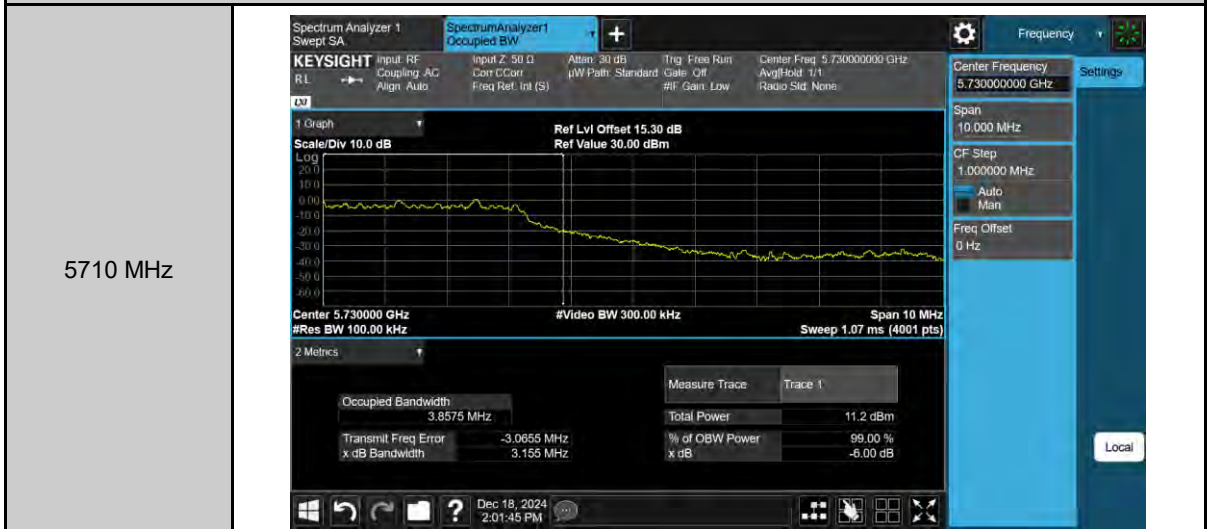 5710 MHz
Spectrum Analyzer 1
Swept SA
SpectrumAnalyzer1
Occupied BW
+
Frequency
KEYSIGHT
RL
LXI
Input: RF
Coupling: AC
Align: Auto
Input Z: 50 Ω
Corr CCorr
Freq Ref: Int (S)
Atten: 30 dB
µW Path: Standard
Trig: Free Run
Gate: Off
#IF Gain: Low
Center Freq: 5.730000000 GHz
Avg|Hold: 1/1
Radio Std: None
Center Frequency
5.730000000 GHz
Settings
Span
10.000 MHz
CF Step
1.000000 MHz
Auto
Man
Freq Offset
0 Hz
Local
1 Graph
Scale/Div 10.0 dB
Ref Lvl Offset 15.30 dB
Ref Value 30.00 dBm
Log
20.0
10.0
0.00
-10.0
-20.0
-30.0
-40.0
-50.0
-60.0
Center 5.730000 GHz
#Video BW 300.00 kHz
Span 10 MHz
#Res BW 100.00 kHz
Sweep 1.07 ms (4001 pts)
2 Metrics
Measure Trace Trace 1
Occupied Bandwidth
3.8575 MHz
Total Power 11.2 dBm
Transmit Freq Error -3.0655 MHz
% of OBW Power 99.00 %
x dB Bandwidth 3.155 MHz
x dB -6.00 dB
?
Dec 18, 2024
2:01:45 PM